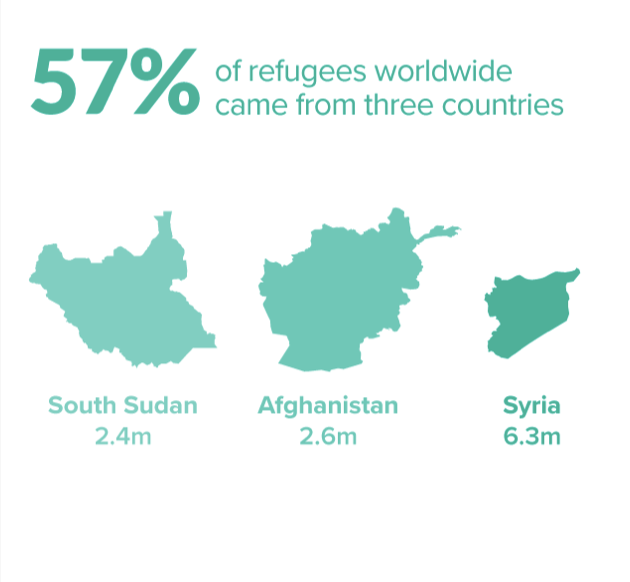 57%
of refugees worldwide
came from three countries
South Sudan
2.4m
Afghanistan
2.6m
Syria
6.3m